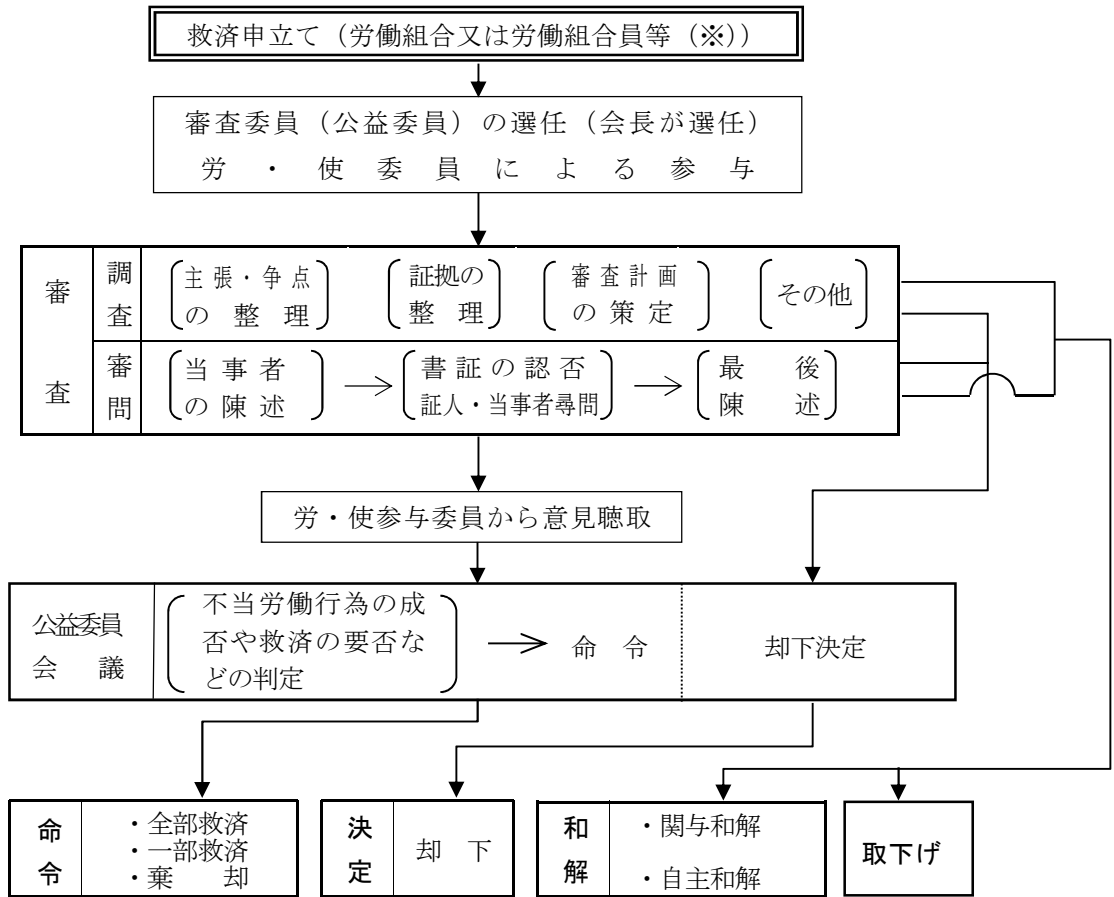 救済申立て（労働組合又は労働組合員等（※））
審査委員（公益委員）の選任（会長が選任）
労・使委員による参与
審査
調査
主張・争点
の整理
証拠の
整理
審査計画
の策定
その他
審問
当事者
の陳述
書証の認否
証人・当事者尋問
最後
陳述
労・使参与委員から意見聴取
公益委員
会議
不当労働行為の成
否や救済の要否な
どの判定
命令
却下決定
命令
・全部救済
・一部救済
・棄却
決定
却下
和解
・関与和解
・自主和解
取下げ